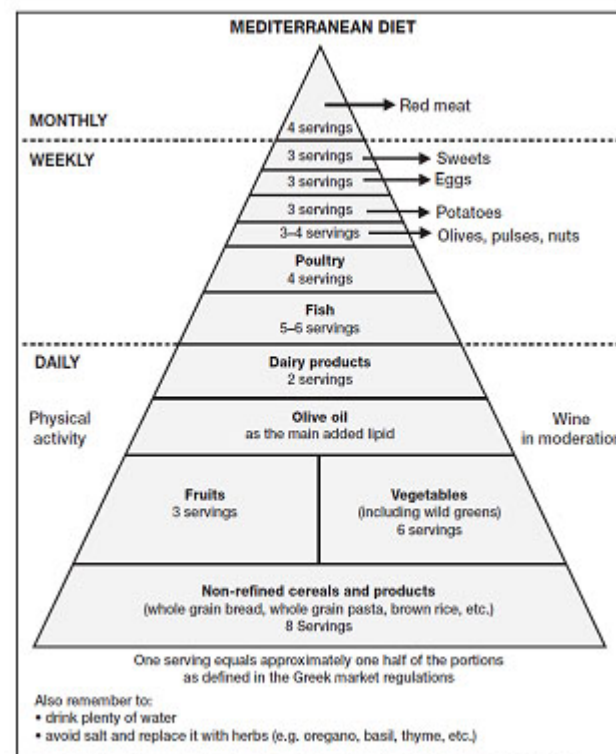 MEDITERRANEAN DIET
Red meat
MONTHLY
4 servings
WEEKLY
3 servings
Sweets
3 servings
Eggs
3 servings
Potatoes
3–4 servings
Olives, pulses, nuts
Poultry
4 servings
Fish
5–6 servings
DAILY
Dairy products
2 servings
Physical
activity
Olive oil
as the main added lipid
Wine
in moderation
Fruits
3 servings
Vegetables
(including wild greens)
6 servings
Non-refined cereals and products
(whole grain bread, whole grain pasta, brown rice, etc.)
8 Servings
One serving equals approximately one half of the portions
as defined in the Greek market regulations
Also remember to:
• drink plenty of water
• avoid salt and replace it with herbs (e.g. oregano, basil, thyme, etc.)